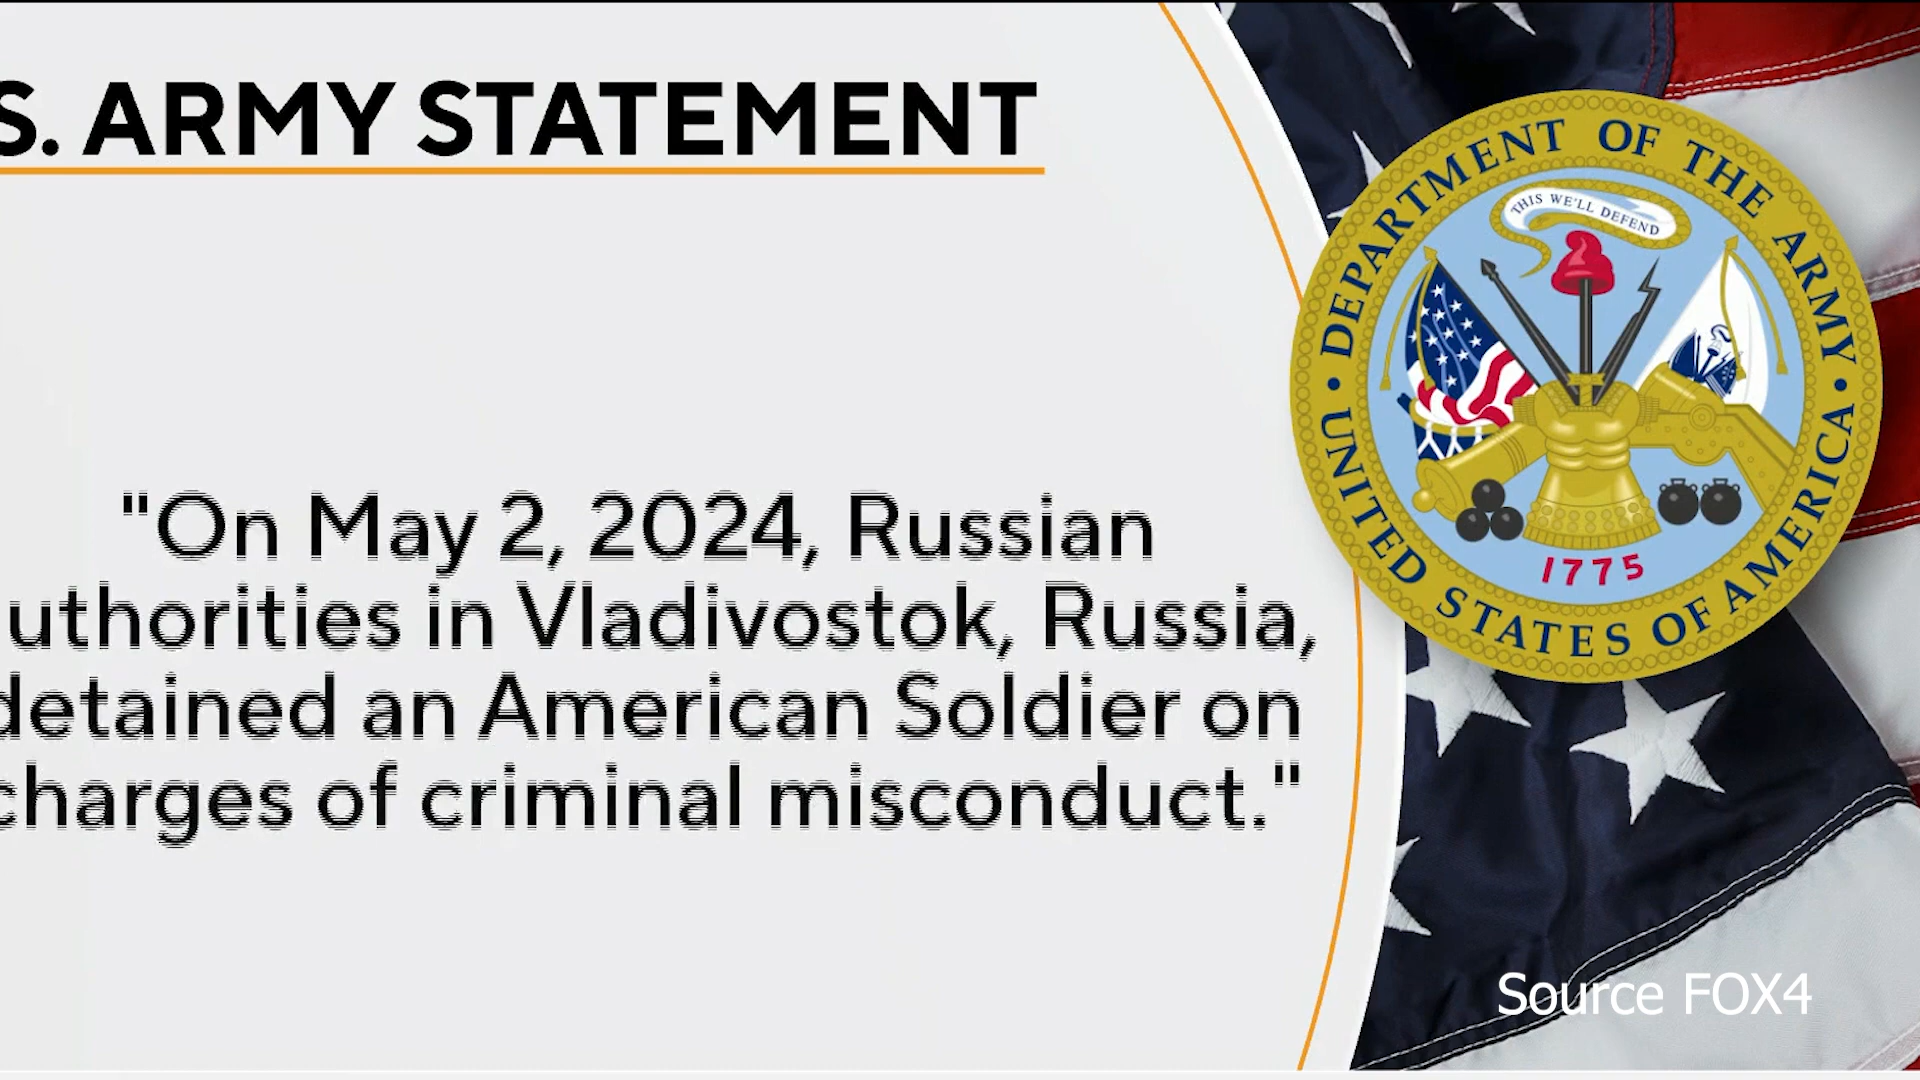 S. ARMY STATEMENT
"On May 2, 2024, Russian
uthorities in Vladivostok, Russia,
detained an American Soldier on
charges of criminal misconduct."
DEPARTMENT OF THE ARMY
THIS WE'LL DEFEND
1775
UNITED STATES OF AMERICA
Source FOX4